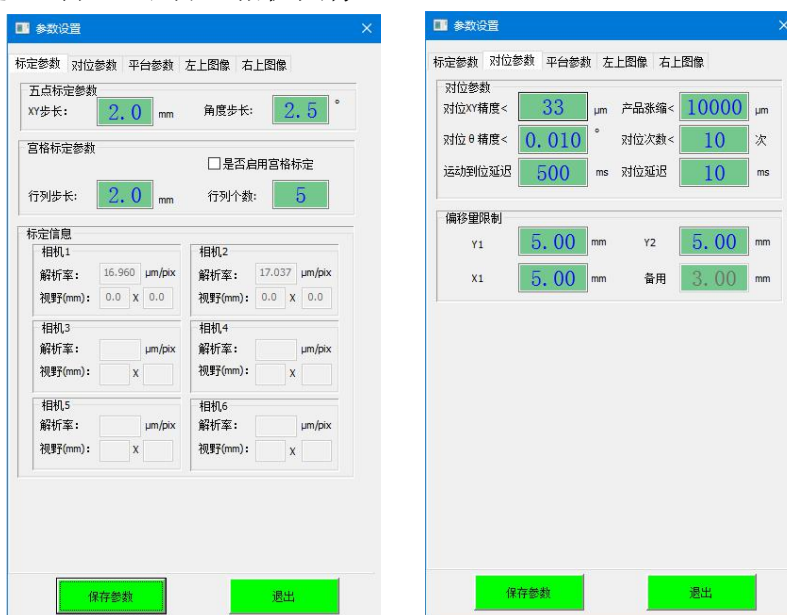 参数设置
标定参数 对位参数 平台参数 左上图像 右上图像
五点标定参数
XY步长: 2.0 mm 角度步长: 2.5 °
宫格标定参数
是否启用宫格标定
行列步长: 2.0 mm 行列个数: 5
标定信息
相机1 相机2
解析率: 16.960 μm/pix 解析率: 17.037 μm/pix
视野(mm): 0.0 X 0.0 视野(mm): 0.0 X 0.0
相机3 相机4
解析率: μm/pix 解析率: μm/pix
视野(mm): X 视野(mm): X
相机5 相机6
解析率: μm/pix 解析率: μm/pix
视野(mm): X 视野(mm): X
保存参数 退出
参数设置
标定参数 对位参数 平台参数 左上图像 右上图像
对位参数
对位XY精度< 33 μm 产品涨缩< 10000 μm
对位θ精度< 0.010 ° 对位次数< 10 次
运动到位延迟 500 ms 对位延迟 10 ms
偏移量限制
Y1 5.00 mm Y2 5.00 mm
X1 5.00 mm 备用 3.00 mm
保存参数 退出